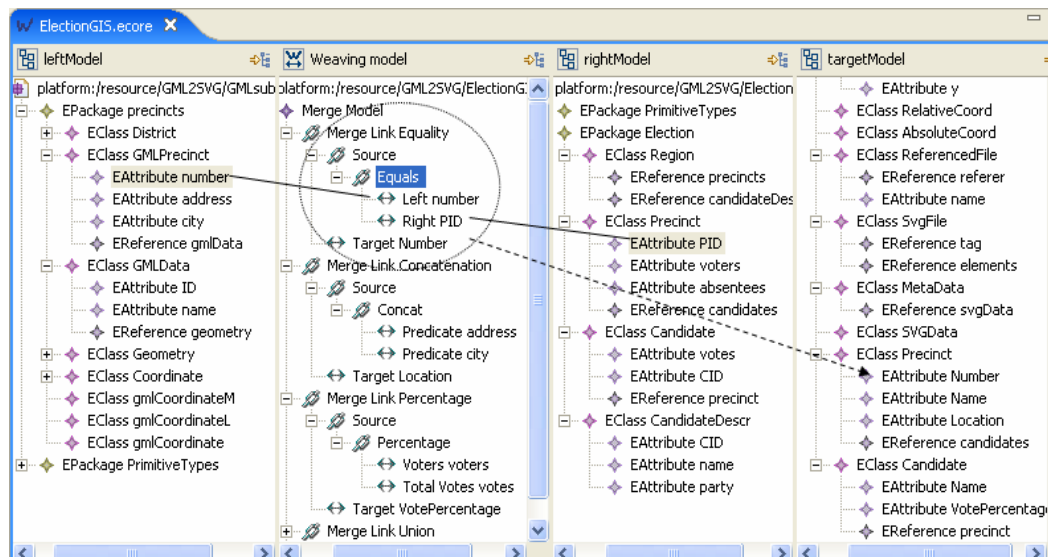 ElectionGIS.ecore
leftModel
platform:/resource/GML2SVG/GMLsub
EPackage precincts
EClass District
EClass GMLPrecinct
EAttribute number
EAttribute address
EAttribute city
EReference gmlData
EClass GMLData
EAttribute ID
EAttribute name
EReference geometry
EClass Geometry
EClass Coordinate
EClass gmlCoordinateM
EClass gmlCoordinateL
EClass gmlCoordinate
EPackage PrimitiveTypes
Weaving model
platform:/resource/GML2SVG/ElectionG
Merge Model
Merge Link Equality
Source
Equals
Left number
Right PID
Target Number
Merge Link Concatenation
Source
Concat
Predicate address
Predicate city
Target Location
Merge Link Percentage
Source
Percentage
Voters voters
Total Votes votes
Target VotePercentage
Merge Link Union
rightModel
platform:/resource/GML2SVG/Election
EPackage PrimitiveTypes
EPackage Election
EClass Region
EReference precincts
EReference candidateDes
EClass Precinct
EAttribute PID
EAttribute voters
EAttribute absentees
EReference candidates
EClass Candidate
EAttribute votes
EAttribute CID
EReference precinct
EClass CandidateDescr
EAttribute CID
EAttribute name
EAttribute party
targetModel
EAttribute y
EClass RelativeCoord
EClass AbsoluteCoord
EClass ReferencedFile
EReference referer
EAttribute name
EClass SvgFile
EReference tag
EReference elements
EClass MetaData
EReference svgData
EClass SVGData
EClass Precinct
EAttribute Number
EAttribute Name
EAttribute Location
EReference candidates
EClass Candidate
EAttribute Name
EAttribute VotePercentag
EReference precinct